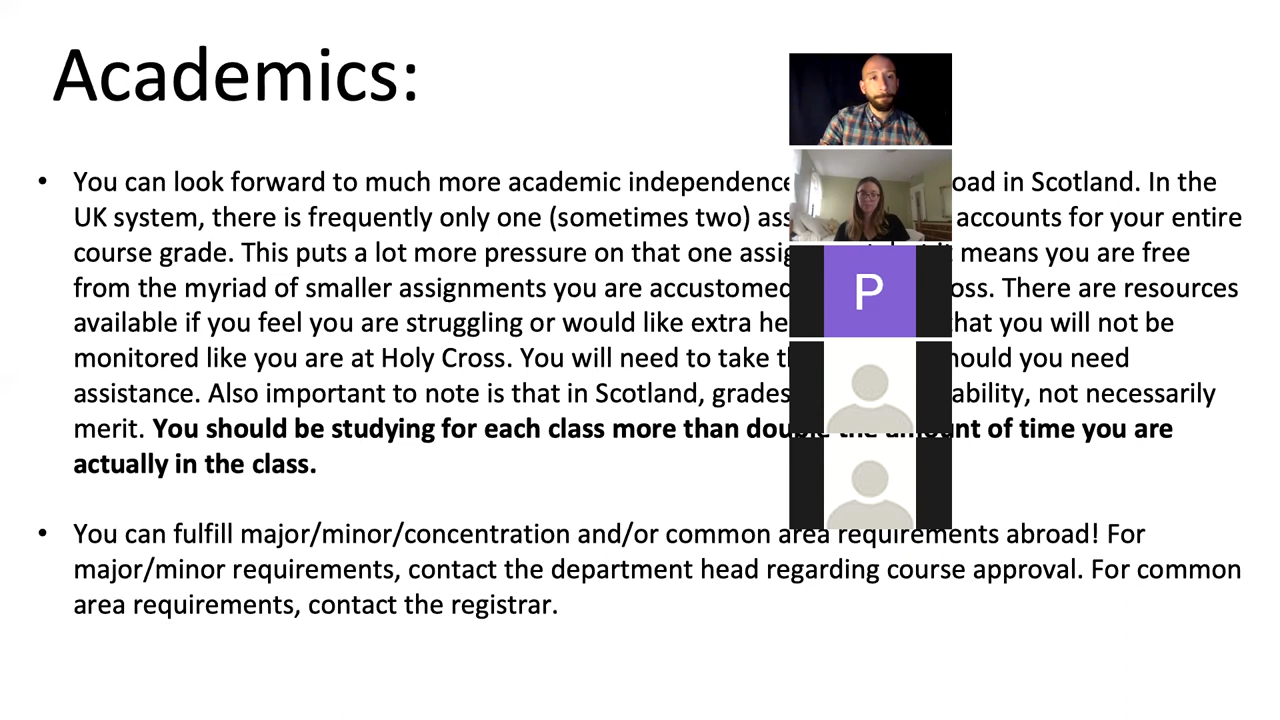 Academics:
• You can look forward to much more academic independence oad in Scotland. In the
UK system, there is frequently only one (sometimes two) ass accounts for your entire
course grade. This puts a lot more pressure on that one assig means you are free
from the myriad of smaller assignments you are accustomed oss. There are resources
P
available if you feel you are struggling or would like extra he hat you will not be
monitored like you are at Holy Cross. You will need to take th hould you need
assistance. Also important to note is that in Scotland, grades ability, not necessarily
merit. You should be studying for each class more than double the amount of time you are
actually in the class.
• You can fulfill major/minor/concentration and/or common area requirements abroad! For
major/minor requirements, contact the department head regarding course approval. For common
area requirements, contact the registrar.